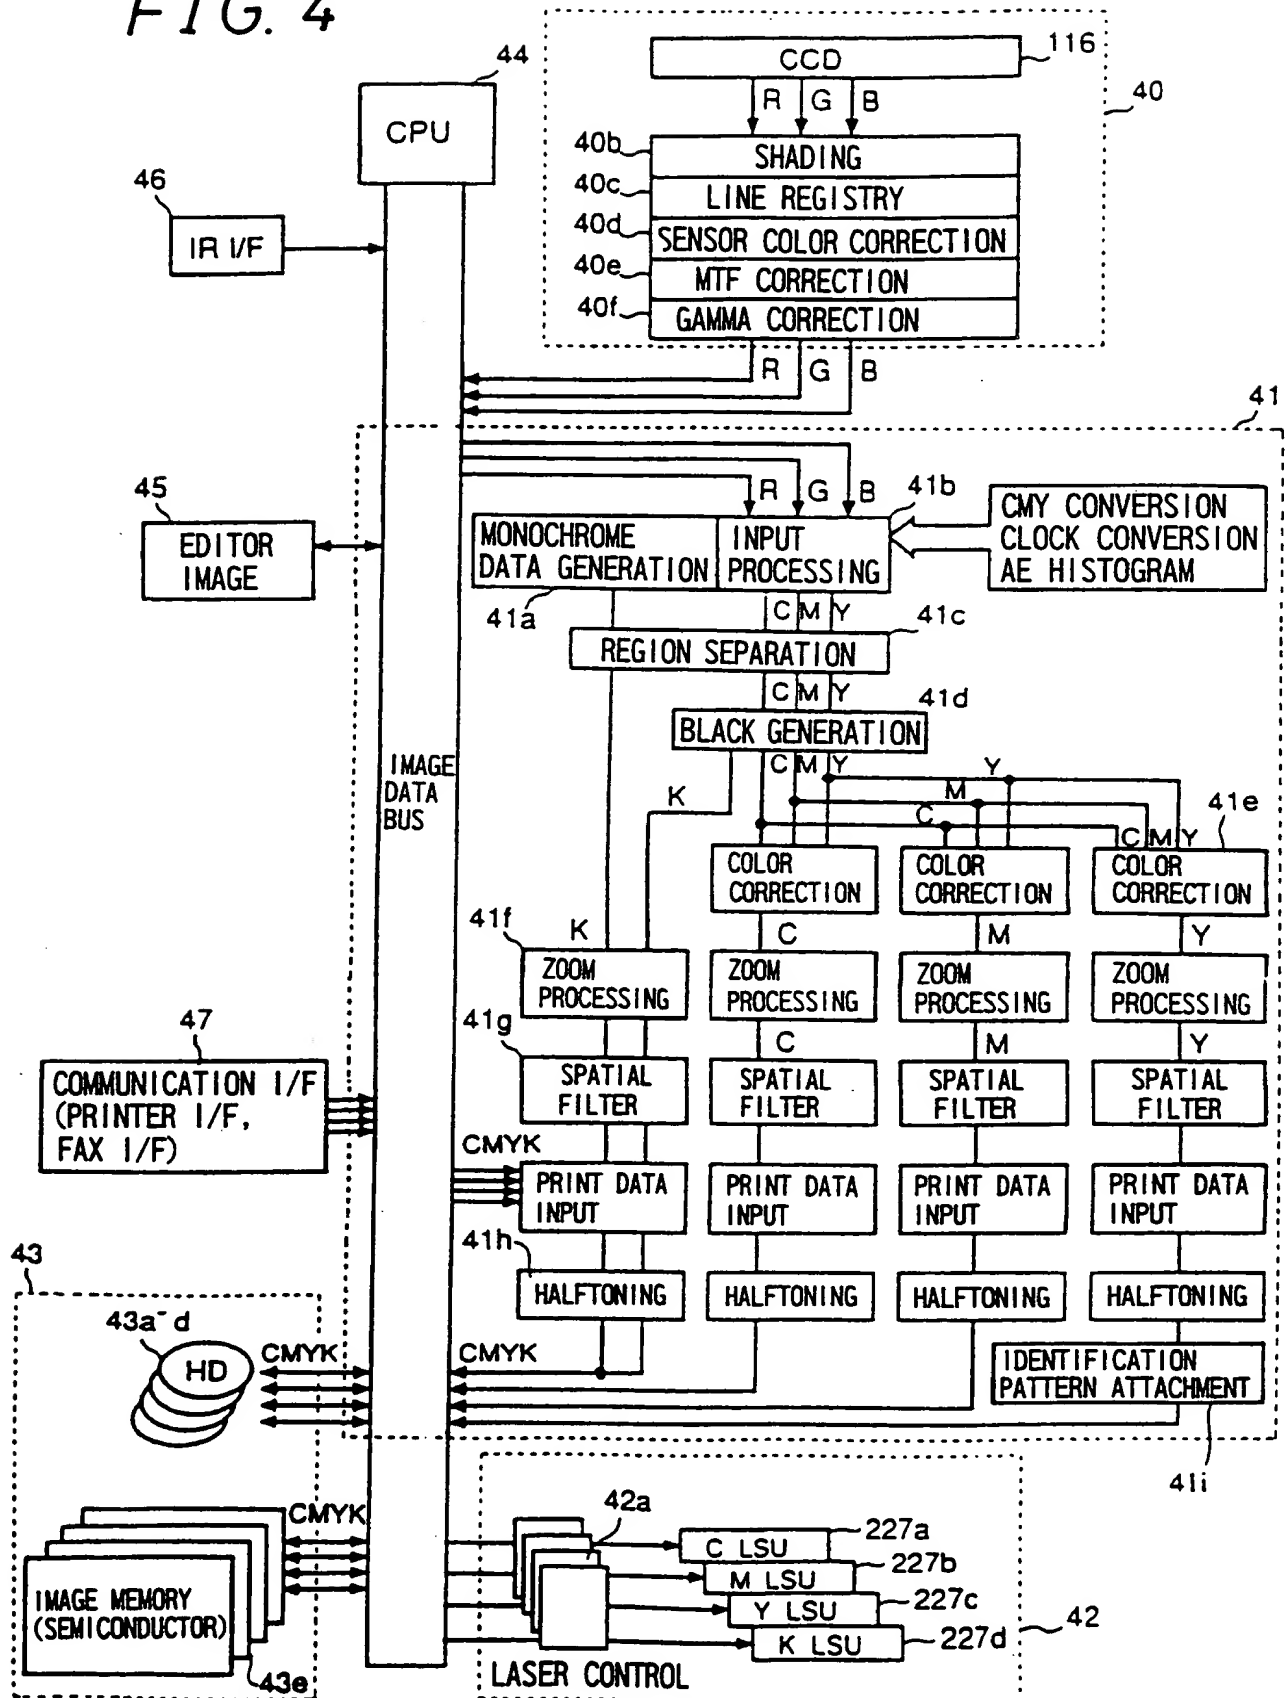 FIG. 4
44
CCD
116
40
R G B
CPU
40b
SHADING
40c
LINE REGISTRY
46
40d
SENSOR COLOR CORRECTION
IR I/F
40e
MTF CORRECTION
40f
GAMMA CORRECTION
R G B
41
45
R G B
41b
CMY CONVERSION
CLOCK CONVERSION
AE HISTOGRAM
EDITOR
IMAGE
MONOCHROME
DATA GENERATION
INPUT
PROCESSING
41a
C M Y
41c
REGION SEPARATION
C M Y
41d
BLACK GENERATION
IMAGE
DATA
BUS
C M Y
Y
M
C
K
41e
C M Y
COLOR
CORRECTION
COLOR
CORRECTION
COLOR
CORRECTION
41f
K
C
M
Y
ZOOM
PROCESSING
ZOOM
PROCESSING
ZOOM
PROCESSING
ZOOM
PROCESSING
47
41g
C
M
Y
COMMUNICATION I/F
(PRINTER I/F,
FAX I/F)
SPATIAL
FILTER
SPATIAL
FILTER
SPATIAL
FILTER
SPATIAL
FILTER
CMYK
PRINT DATA
INPUT
PRINT DATA
INPUT
PRINT DATA
INPUT
PRINT DATA
INPUT
43
41h
HALFTONING
HALFTONING
HALFTONING
HALFTONING
43a-d
HD
CMYK
CMYK
IDENTIFICATION
PATTERN ATTACHMENT
41i
CMYK
42a
C LSU
227a
M LSU
227b
Y LSU
227c
K LSU
227d
42
IMAGE MEMORY
(SEMICONDUCTOR)
43e
LASER CONTROL